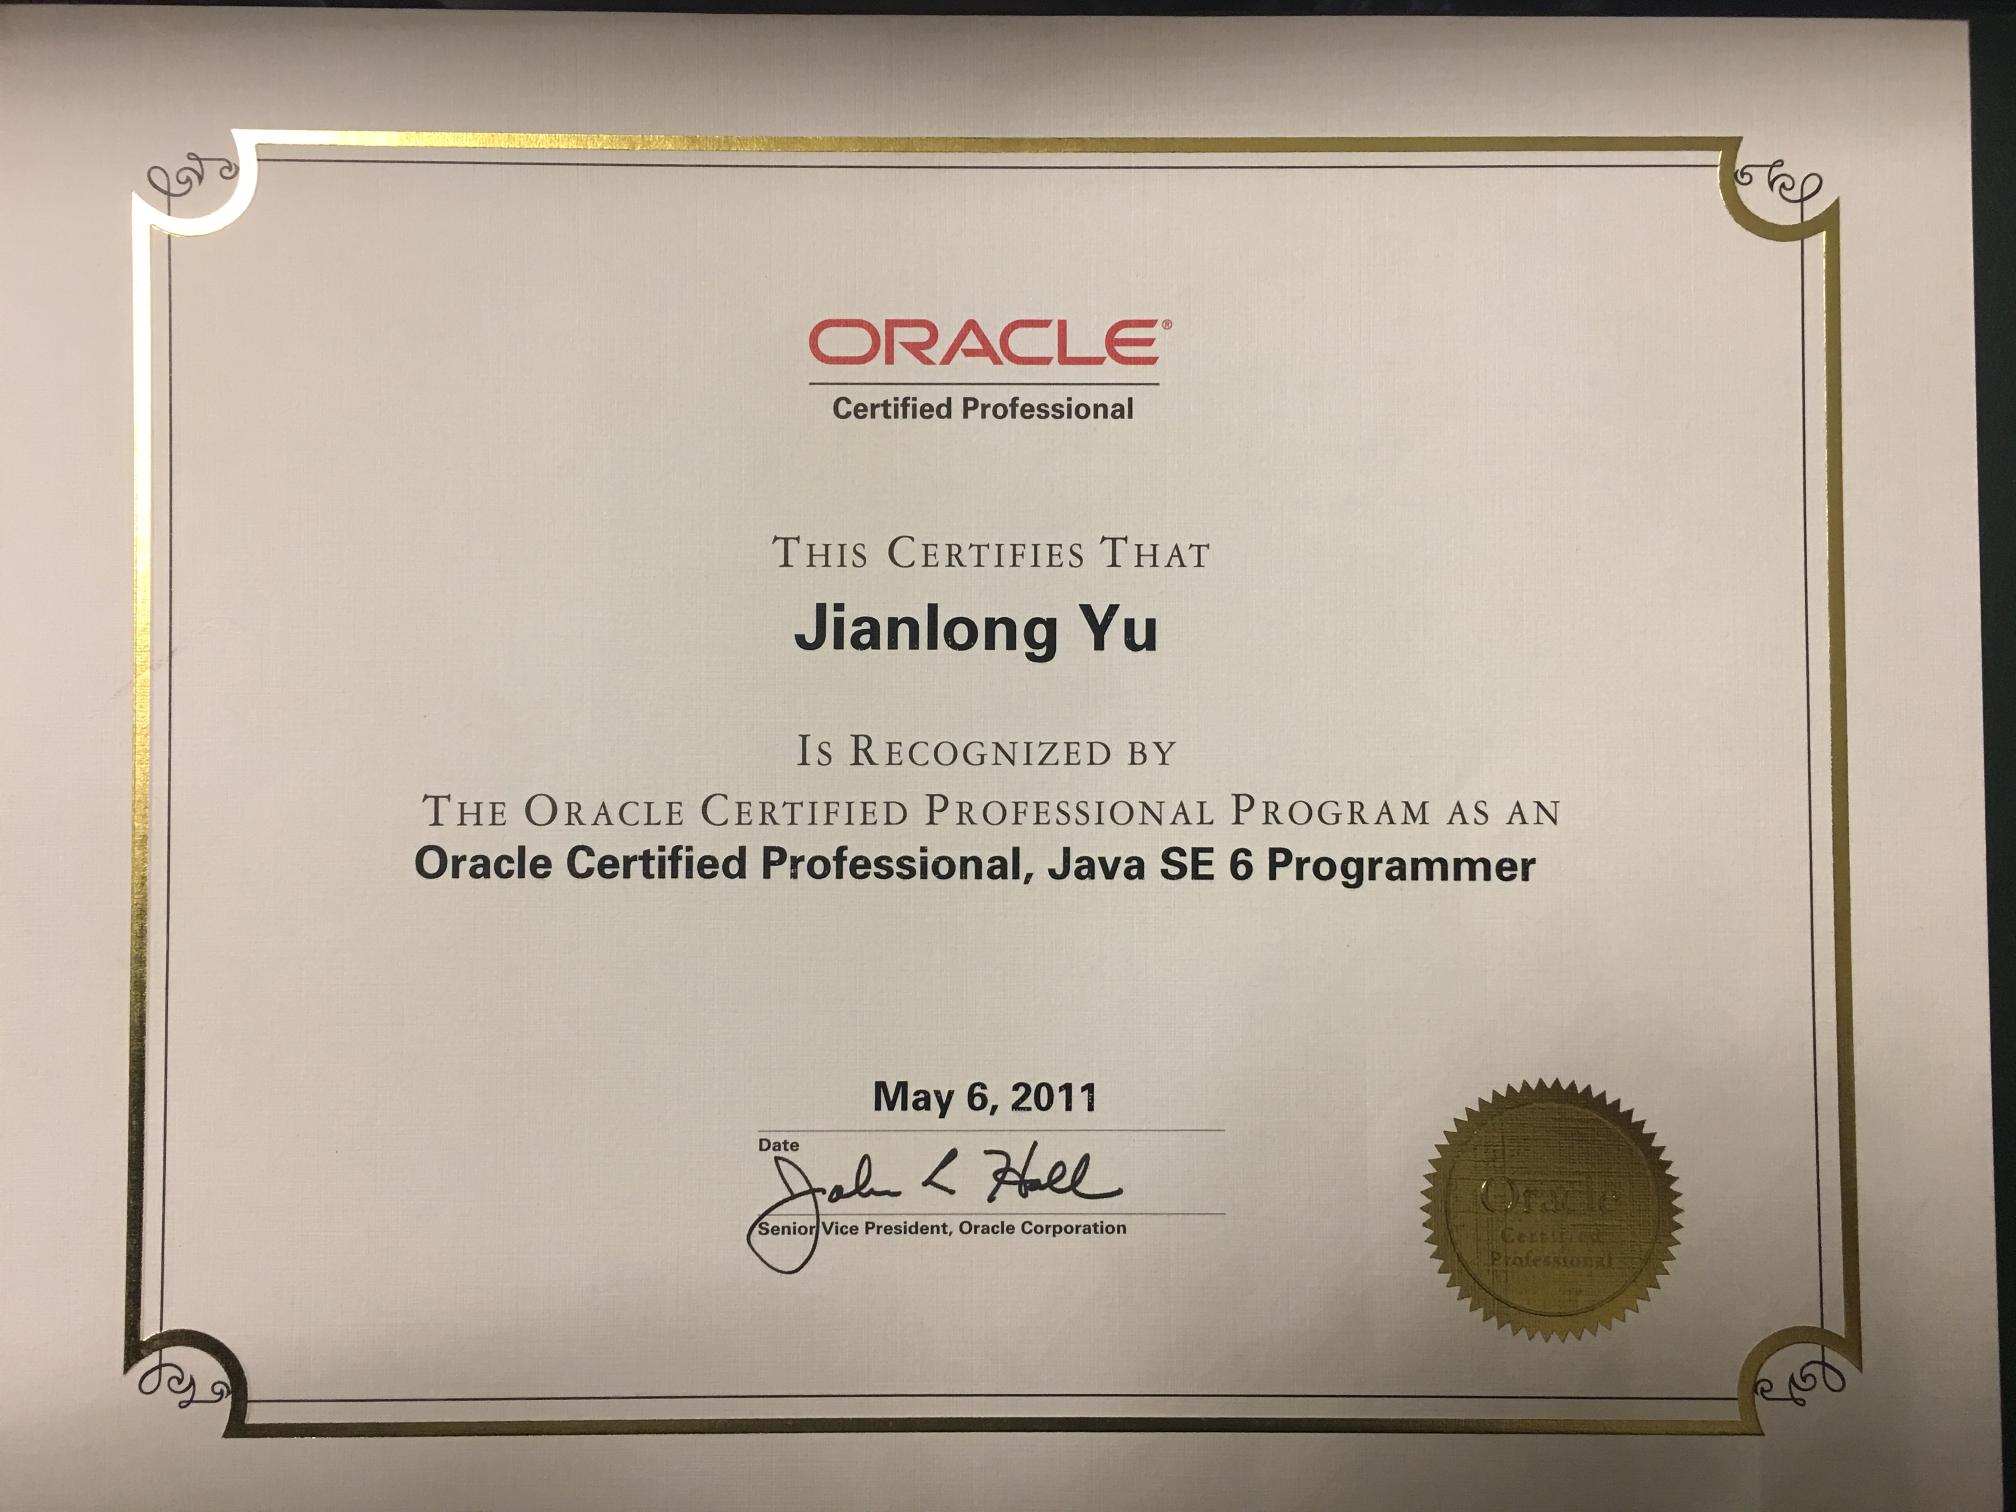 ORACLE®
Certified Professional
THIS CERTIFIES THAT
Jianlong Yu
IS RECOGNIZED BY
THE ORACLE CERTIFIED PROFESSIONAL PROGRAM AS AN
Oracle Certified Professional, Java SE 6 Programmer
May 6, 2011
Date
John L Hall
Senior Vice President, Oracle Corporation
Oracle
Certified
Professional